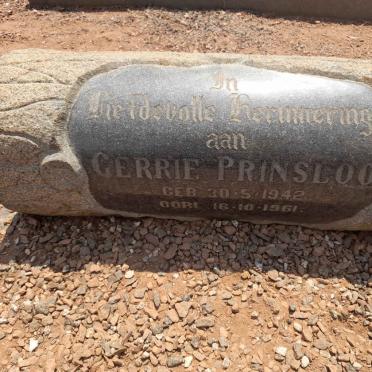 In
Liefdevolle Herinnering
aan
GERRIE PRINSLOO
GEB. 30-5-1942
OORL. 16-10-1961.